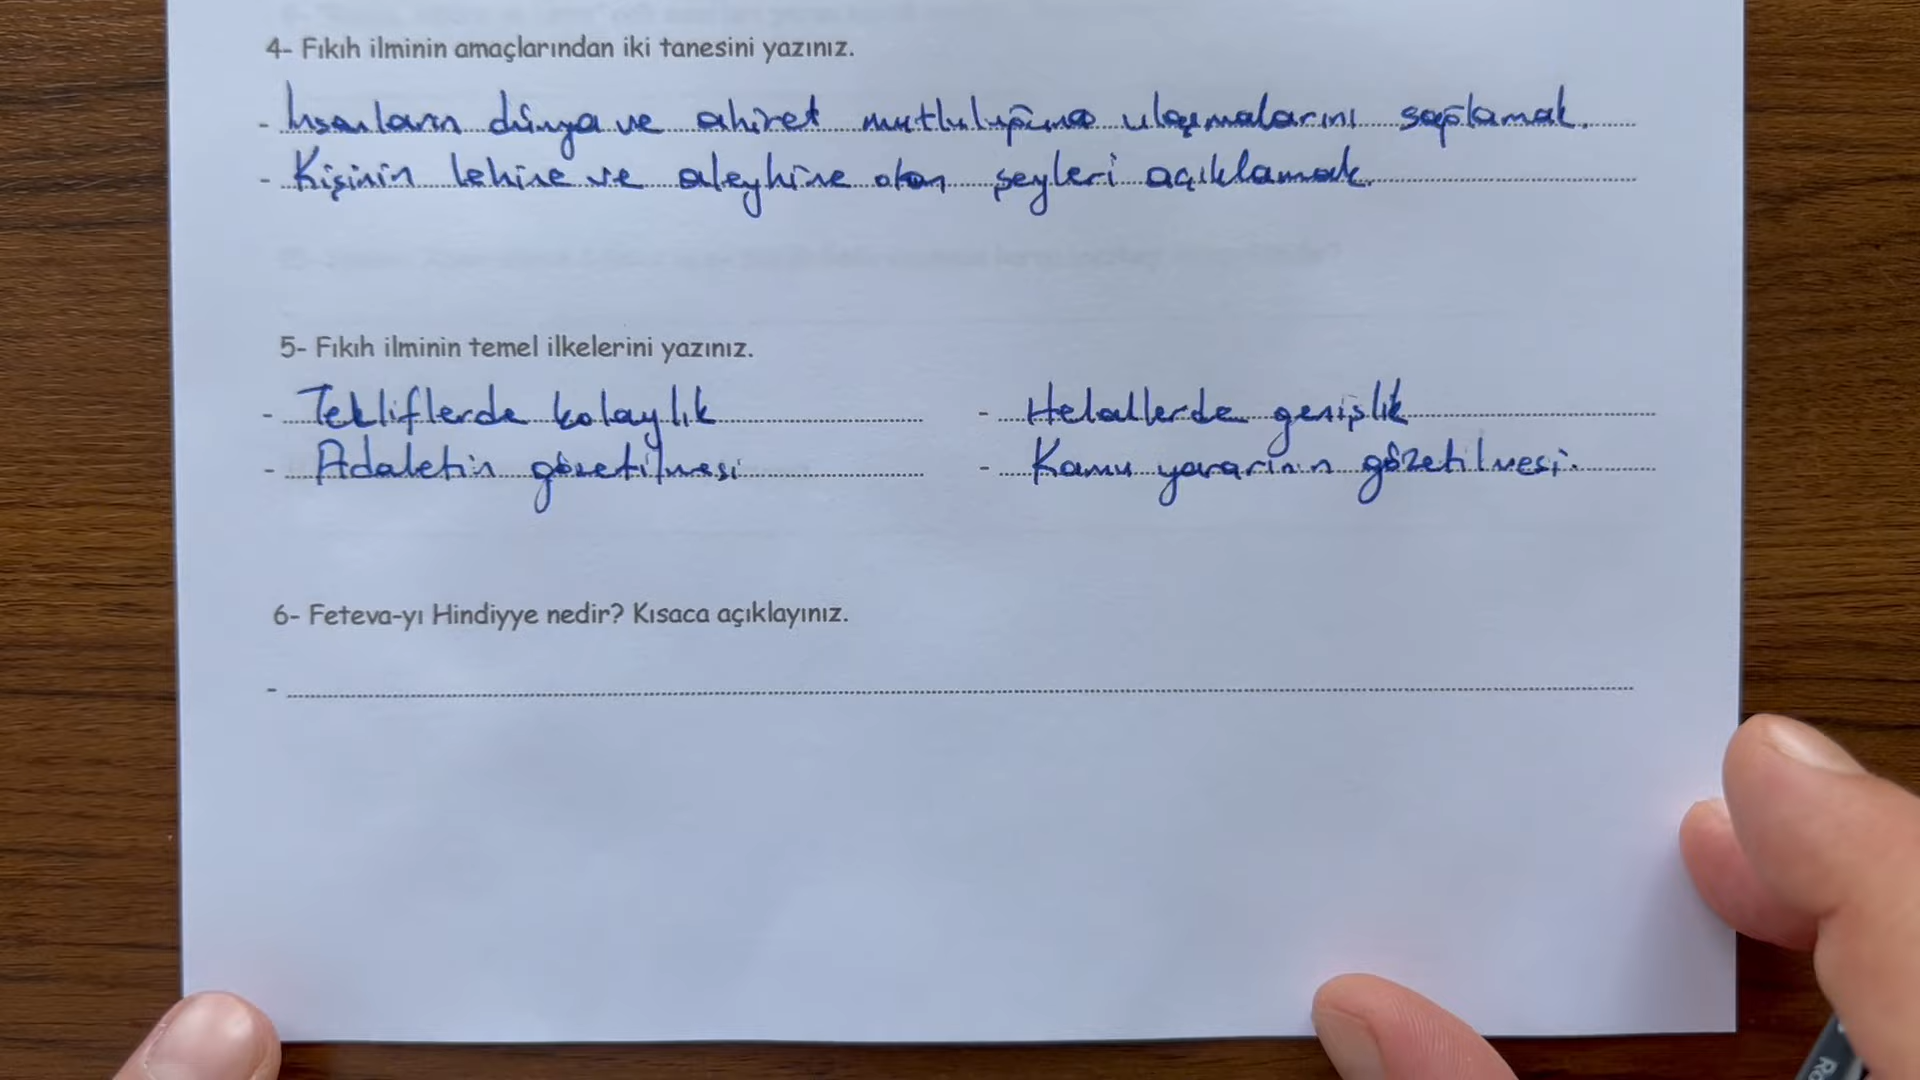 4- Fıkıh ilminin amaçlarından iki tanesini yazınız.
- İnsanların dünya ve ahiret mutluluğuna ulaşmalarını sağlamak.
- Kişinin lehine ve aleyhine olan şeyleri açıklamak.
5- Fıkıh ilminin temel ilkelerini yazınız.
- Tekliflerde kolaylık
- Helallerde genişlik
- Adaletin gözetilmesi
- Kamu yararının gözetilmesi.
6- Feteva-yı Hindiyye nedir? Kısaca açıklayınız.
-